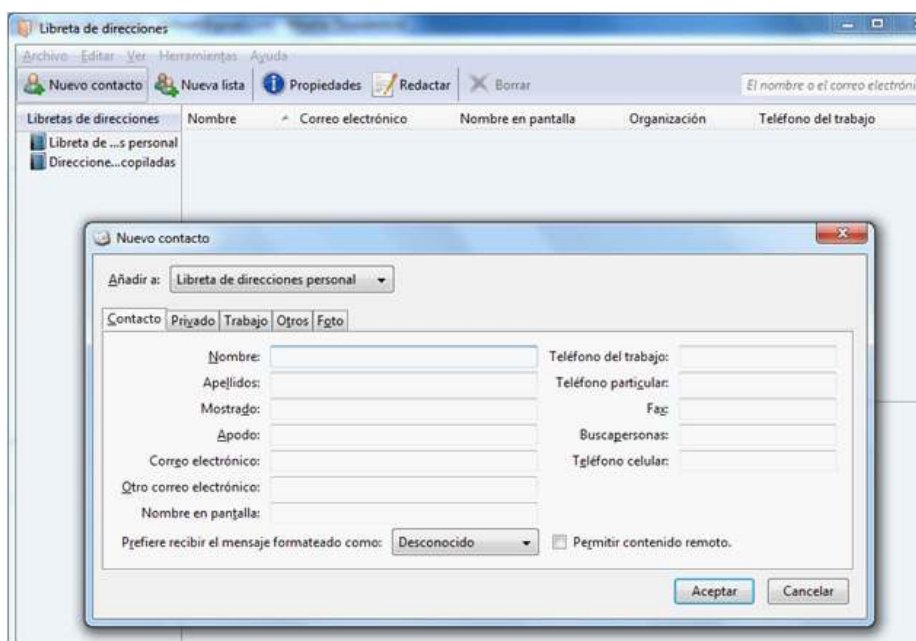 Libreta de direcciones
Archivo Editar Ver Herramientas Ayuda
Nuevo contacto Nueva lista Propiedades Redactar Borrar El nombre o el correo electróni
Libretas de direcciones Nombre Correo electrónico Nombre en pantalla Organización Teléfono del trabajo
Libreta de ...s personal
Direccione...copiladas
Nuevo contacto
Añadir a: Libreta de direcciones personal
Contacto Privado Trabajo Otros Foto
Nombre: Teléfono del trabajo:
Apellidos: Teléfono particular:
Mostrado: Fax:
Apodo: Buscapersonas:
Correo electrónico: Teléfono celular:
Otro correo electrónico:
Nombre en pantalla:
Prefiere recibir el mensaje formateado como: Desconocido Permitir contenido remoto.
Aceptar Cancelar